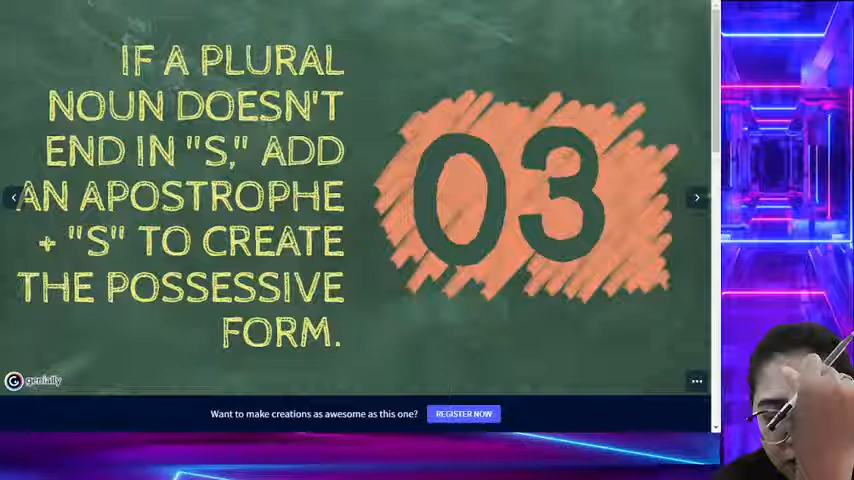 IF A PLURAL
NOUN DOESN'T
END IN "S," ADD
AN APOSTROPHE
+ "S" TO CREATE
THE POSSESSIVE
FORM.
03
genially
Want to make creations as awesome as this one? REGISTER NOW